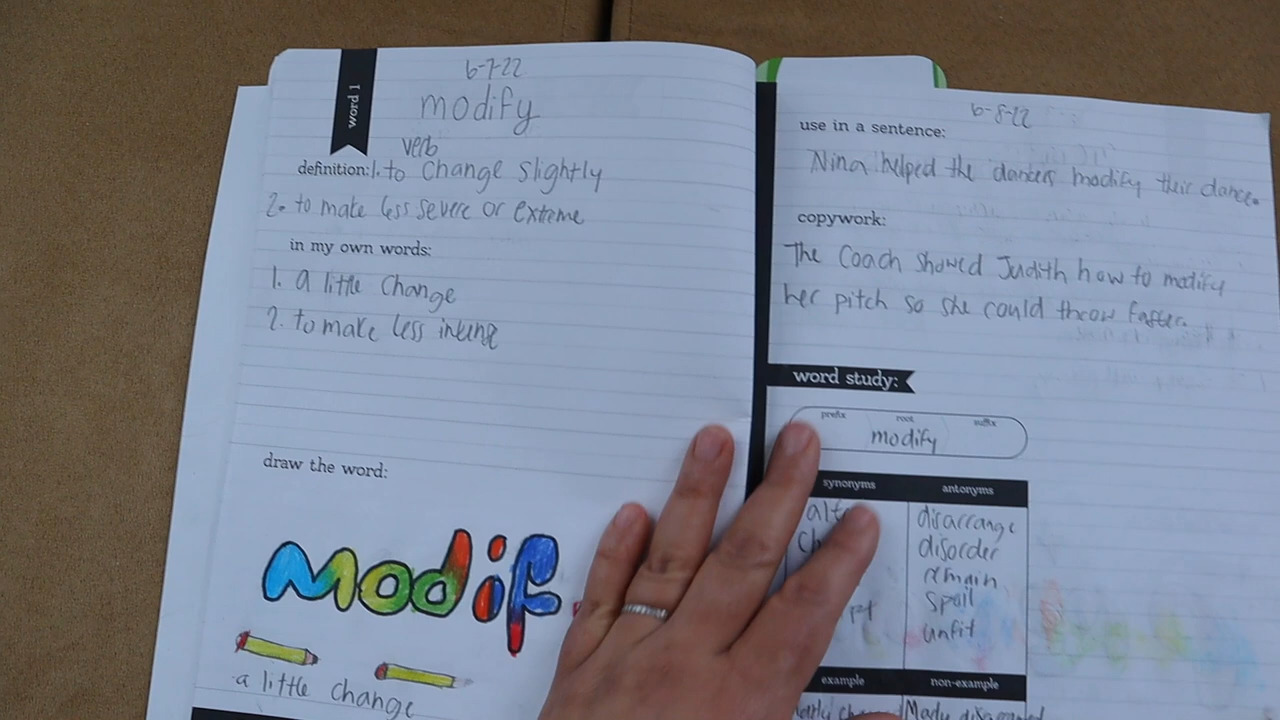 word 1
6-7-22
modify
verb
definition: 1. to change slightly
2. to make less severe or extreme
in my own words:
1. a little change
2. to make less intense
draw the word:
modif
a little change
6-8-22
use in a sentence:
Nina helped the dancers modify their dance.
copywork:
The Coach showed Judith how to modify
her pitch so she could throw faster.
word study:
prefix root suffix
modify
synonyms antonyms
disarrange
disorder
remain
spoil
unfit
example non-example